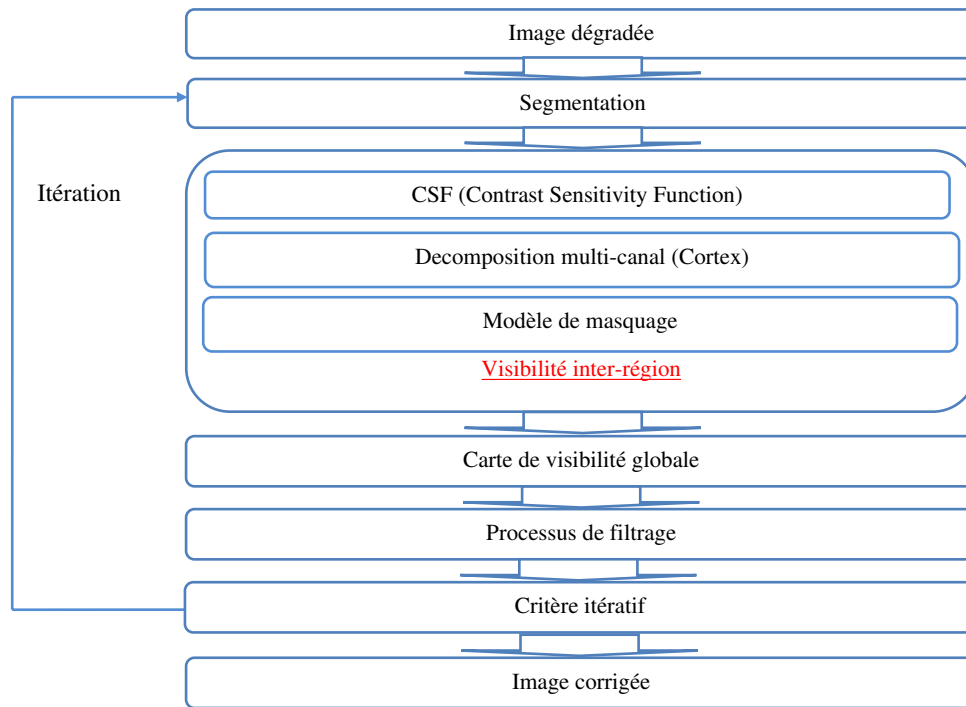 Image dégradée
Segmentation
Itération
CSF (Contrast Sensitivity Function)
Decomposition multi-canal (Cortex)
Modèle de masquage
Visibilité inter-région
Carte de visibilité globale
Processus de filtrage
Critère itératif
Image corrigée